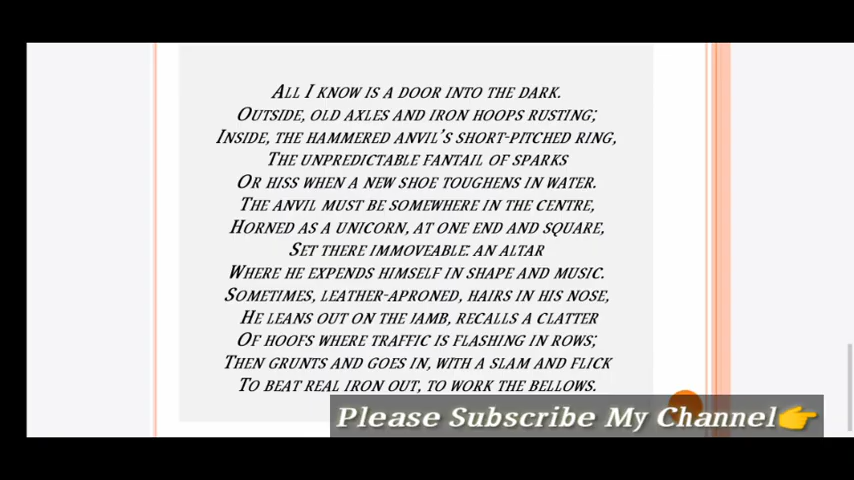 ALL I KNOW IS A DOOR INTO THE DARK.
OUTSIDE, OLD AXLES AND IRON HOOPS RUSTING;
INSIDE, THE HAMMERED ANVIL'S SHORT-PITCHED RING,
THE UNPREDICTABLE FANTAIL OF SPARKS
OR HISS WHEN A NEW SHOE TOUGHENS IN WATER.
THE ANVIL MUST BE SOMEWHERE IN THE CENTRE,
HORNED AS A UNICORN, AT ONE END AND SQUARE,
SET THERE IMMOVEABLE: AN ALTAR
WHERE HE EXPENDS HIMSELF IN SHAPE AND MUSIC.
SOMETIMES, LEATHER-APRONED, HAIRS IN HIS NOSE,
HE LEANS OUT ON THE JAMB, RECALLS A CLATTER
OF HOOFS WHERE TRAFFIC IS FLASHING IN ROWS;
THEN GRUNTS AND GOES IN, WITH A SLAM AND FLICK
TO BEAT REAL IRON OUT, TO WORK THE BELLOWS.
Please Subscribe My Channel👉